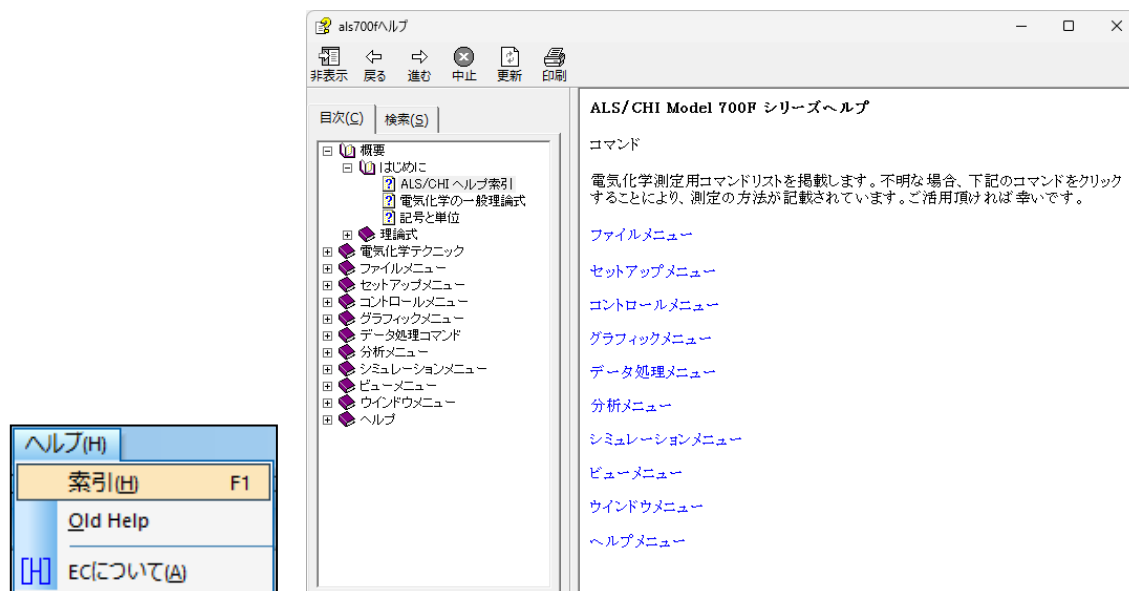 als700fヘルプ
非表示 戻る 進む 中止 更新 印刷
目次(C) 検索(S)
概要
はじめに
ALS/CHI ヘルプ索引
電気化学の一般理論式
記号と単位
理論式
電気化学テクニック
ファイルメニュー
セットアップメニュー
コントロールメニュー
グラフィックメニュー
データ処理コマンド
分析メニュー
シミュレーションメニュー
ビューメニュー
ウインドウメニュー
ヘルプ
ALS/CHI Model 700F シリーズヘルプ
コマンド
電気化学測定用コマンドリストを掲載します。不明な場合、下記のコマンドをクリック
することにより、測定の方法が記載されています。ご活用頂ければ幸いです。
ファイルメニュー
セットアップメニュー
コントロールメニュー
グラフィックメニュー
データ処理メニュー
分析メニュー
シミュレーションメニュー
ビューメニュー
ウインドウメニュー
ヘルプメニュー
ヘルプ(H)
索引(H) F1
Old Help
[H] ECについて(A)